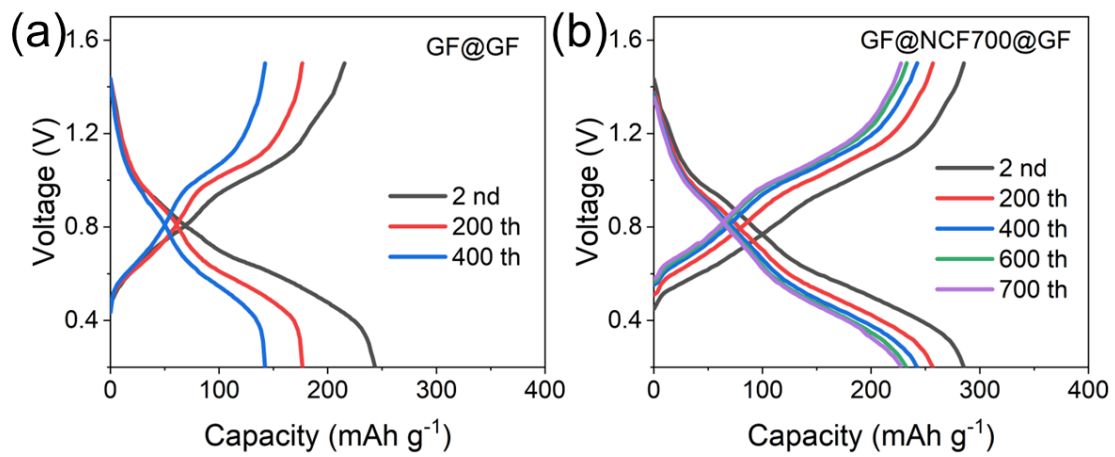 (a)
GF@GF
Voltage (V)
1.6
1.2
0.8
0.4
2 nd
200 th
400 th
0 100 200 300 400
Capacity (mAh g⁻¹)
(b)
GF@NCF700@GF
Voltage (V)
1.6
1.2
0.8
0.4
2 nd
200 th
400 th
600 th
700 th
0 100 200 300 400
Capacity (mAh g⁻¹)